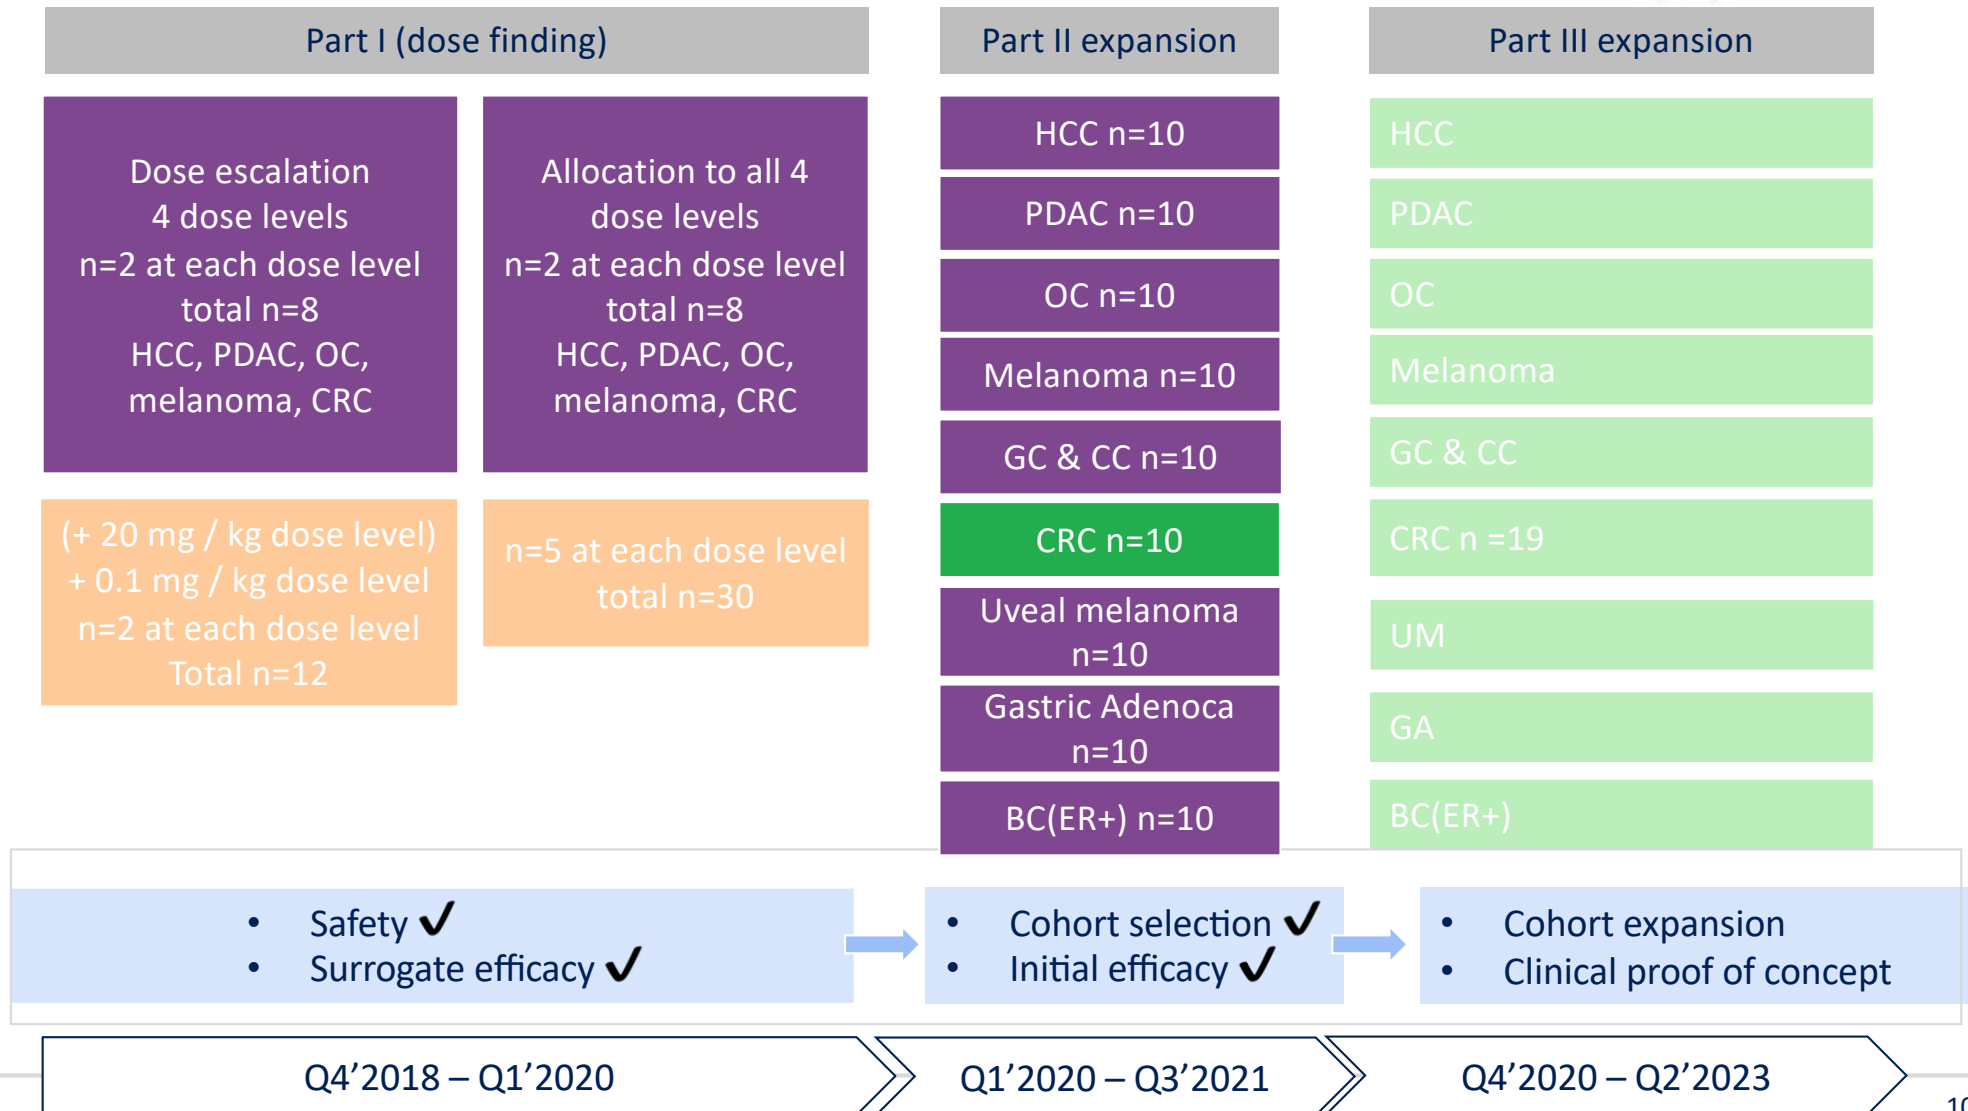 Part I (dose finding)
Part II expansion
Part III expansion
Dose escalation
4 dose levels
n=2 at each dose level
total n=8
HCC, PDAC, OC,
melanoma, CRC
Allocation to all 4
dose levels
n=2 at each dose level
total n=8
HCC, PDAC, OC,
melanoma, CRC
(+ 20 mg / kg dose level)
+ 0.1 mg / kg dose level
n=2 at each dose level
Total n=12
n=5 at each dose level
total n=30
HCC n=10
PDAC n=10
OC n=10
Melanoma n=10
GC & CC n=10
CRC n=10
Uveal melanoma
n=10
Gastric Adenoca
n=10
BC(ER+) n=10
HCC
PDAC
OC
Melanoma
GC & CC
CRC n =19
UM
GA
BC(ER+)
• Safety ✔
• Surrogate efficacy ✔
• Cohort selection ✔
• Initial efficacy ✔
• Cohort expansion
• Clinical proof of concept
Q4’2018 – Q1’2020
Q1’2020 – Q3’2021
Q4’2020 – Q2’2023
10